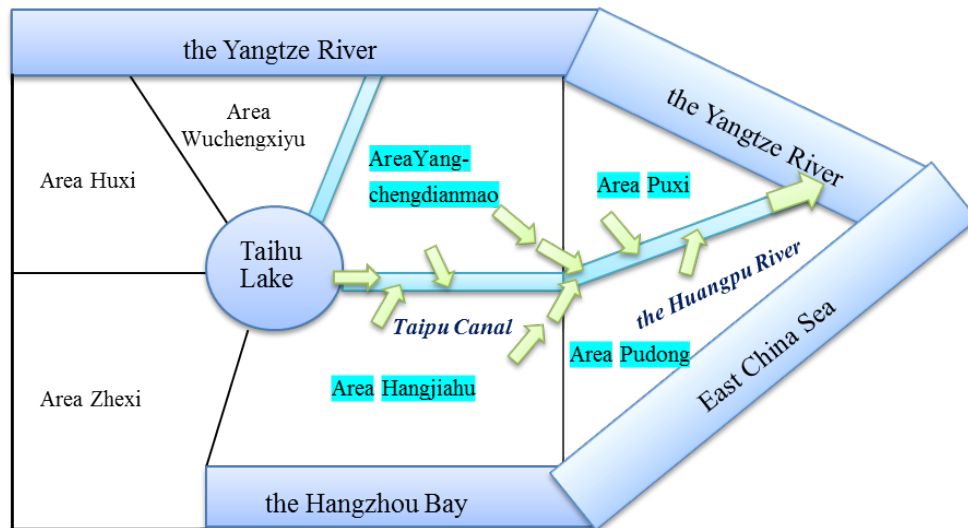 the Yangtze River
the Yangtze River
Area
Wuchengxiyu
AreaYang-
chengdianmao
Area Puxi
Area Huxi
Taihu
Lake
Taipu Canal
the Huangpu River
Area Pudong
East China Sea
Area Hangjiahu
Area Zhexi
the Hangzhou Bay